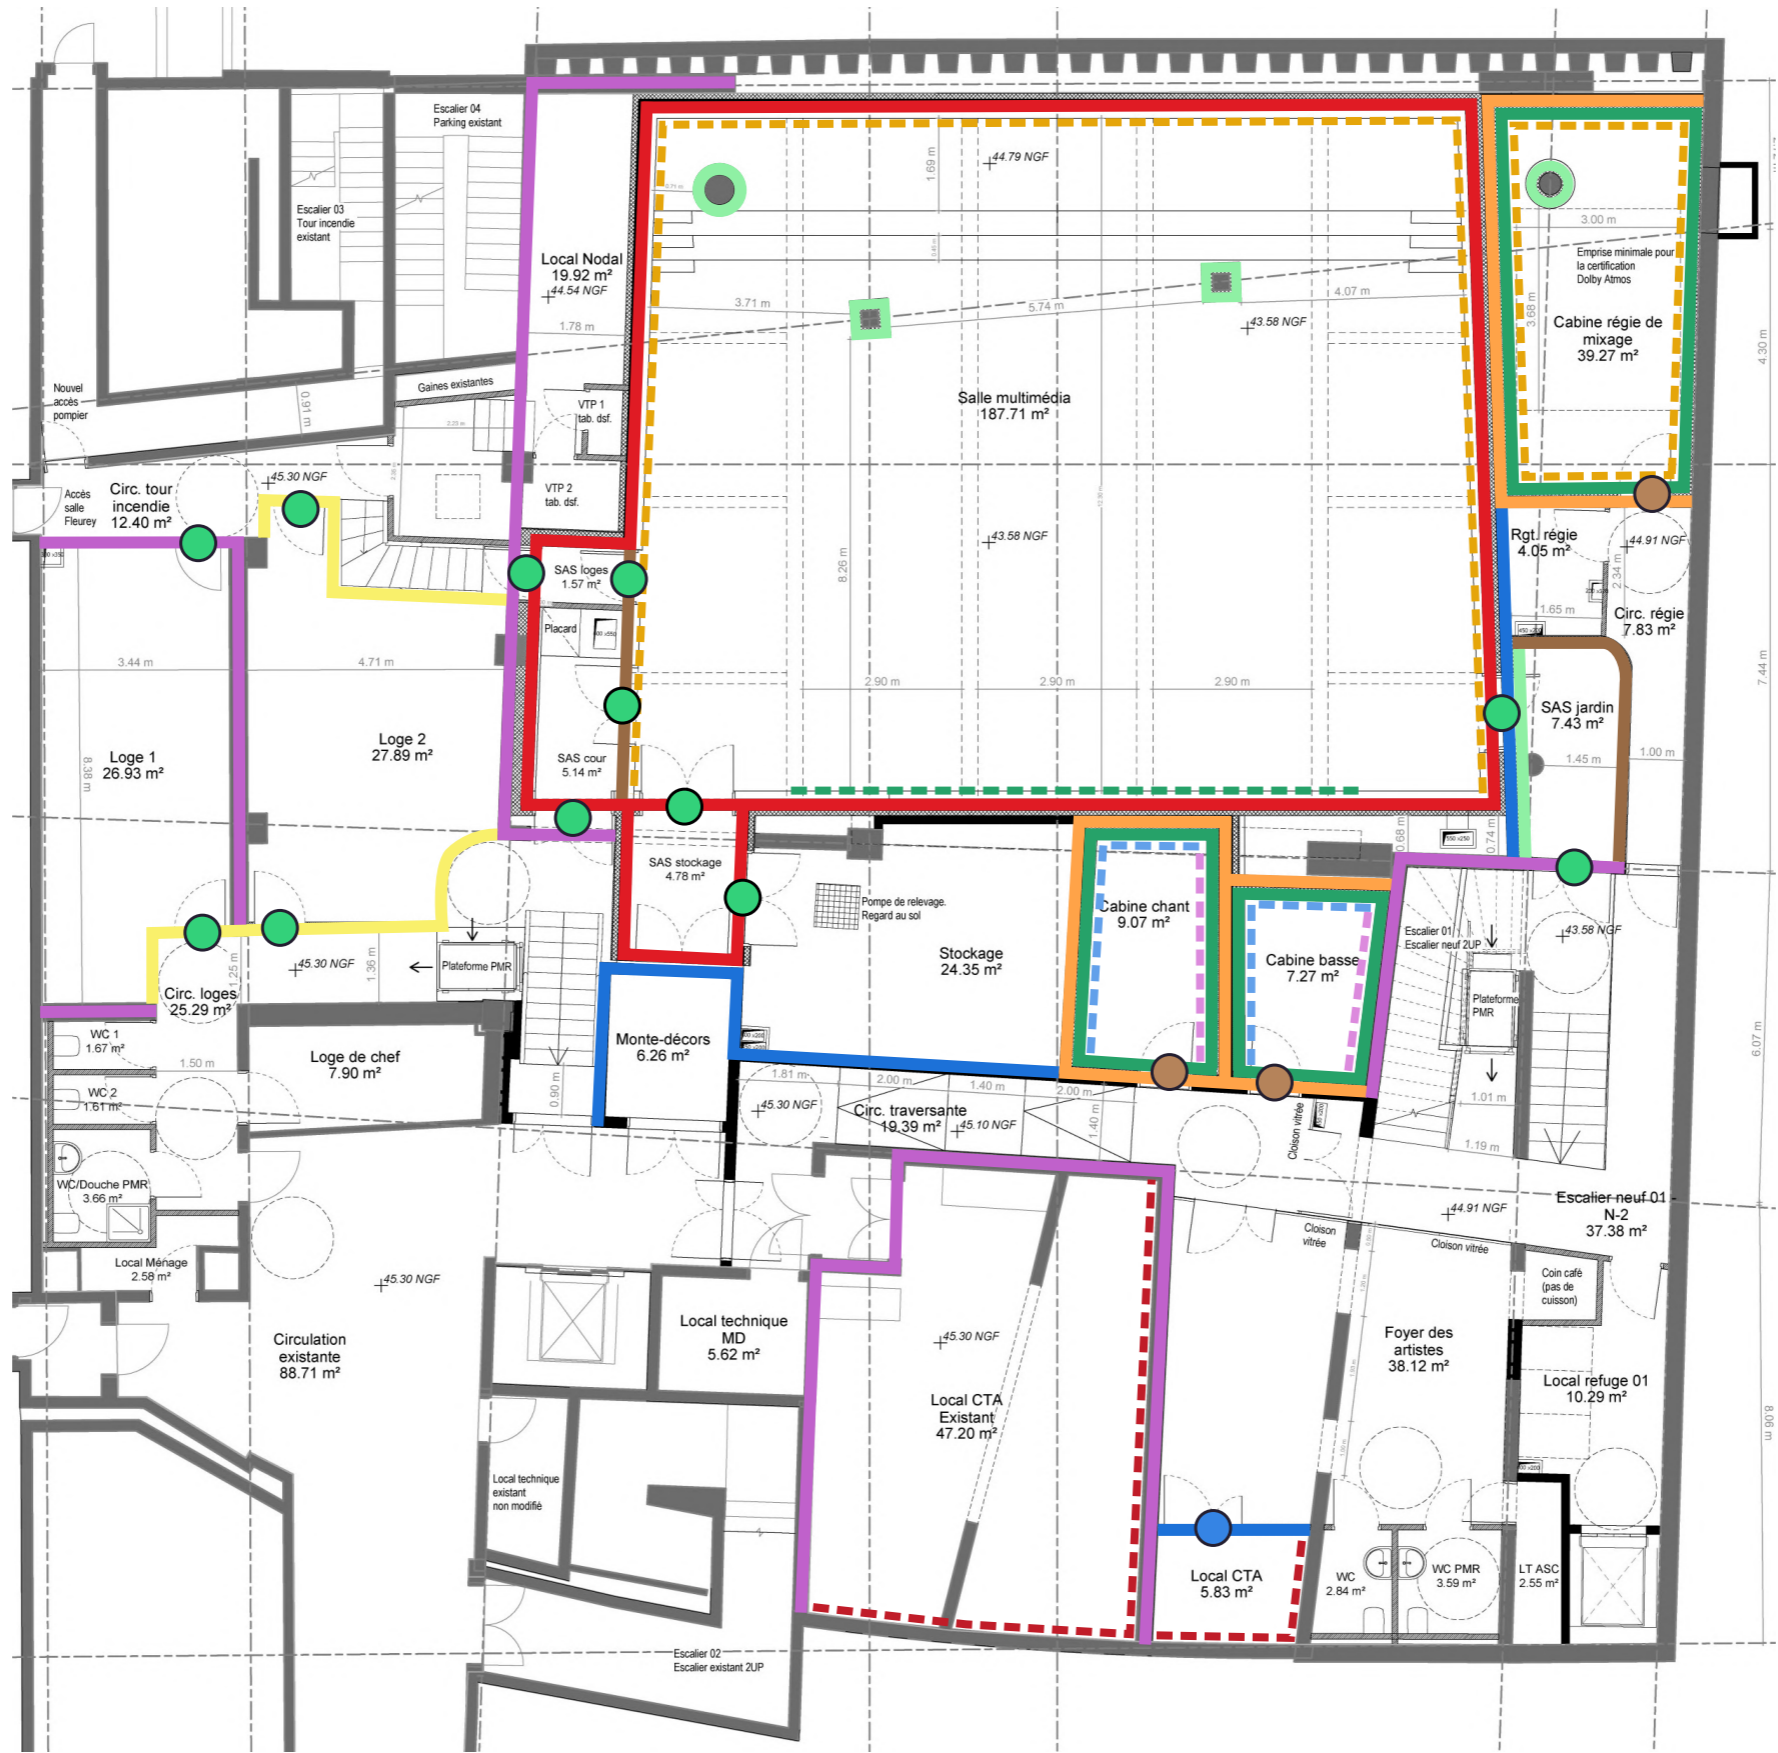 Escalier 04
Parking existant
Escalier 03
Tour incendie
existant
Local Nodal
19.92 m²
44.54 NGF
1.78 m
44.79 NGF
1.69 m
3.71 m
5.74 m
4.07 m
43.58 NGF
Salle multimédia
187.71 m²
43.58 NGF
8.26 m
2.90 m
2.90 m
2.90 m
3.00 m
Emprise minimale pour
la certification
Dolby Atmos
3.68 m
Cabine régie de
mixage
39.27 m²
4.30 m
Nouvel
accès
pompier
0.91 m
Gaines existantes
VTP 1
tab. dsf.
VTP 2
tab. dsf.
Accès
salle
Fleurey
Circ. tour
incendie
12.40 m²
45.30 NGF
SAS loges
1.57 m²
Placard
SAS cour
5.14 m²
Rgt. régie
4.05 m²
44.91 NGF
2.34 m
1.65 m
Circ. régie
7.83 m²
7.44 m
SAS jardin
7.43 m²
1.45 m
1.00 m
3.44 m
4.71 m
8.38 m
Loge 1
26.93 m²
Loge 2
27.89 m²
SAS stockage
4.78 m²
Pompe de relevage.
Regard au sol
Stockage
24.35 m²
Cabine chant
9.07 m²
Cabine basse
7.27 m²
0.68 m
0.74 m
Escalier 01
Escalier neuf 2UP
43.58 NGF
Plateforme
PMR
Plateforme PMR
45.30 NGF
1.36 m
1.25 m
Circ. loges
25.29 m²
WC 1
1.67 m²
1.50 m
WC 2
1.61 m²
Loge de chef
7.90 m²
0.90 m
Monte-décors
6.26 m²
1.81 m
2.00 m
1.40 m
2.00 m
45.30 NGF
Circ. traversante
19.39 m²
45.10 NGF
1.40 m
Cloison vitrée
1.01 m
1.19 m
6.07 m
WC/Douche PMR
3.66 m²
Local Ménage
2.58 m²
45.30 NGF
Circulation
existante
88.71 m²
Local technique
MD
5.62 m²
45.30 NGF
Local CTA
Existant
47.20 m²
Cloison
vitrée
Cloison vitrée
44.91 NGF
Escalier neuf 01
N-2
37.38 m²
Coin café
(pas de
cuisson)
Foyer des
artistes
38.12 m²
Local refuge 01
10.29 m²
8.06 m
Local technique
existant
non modifié
Local CTA
5.83 m²
WC
2.84 m²
WC PMR
3.59 m²
LT ASC
2.55 m²
Escalier 02
Escalier existant 2UP